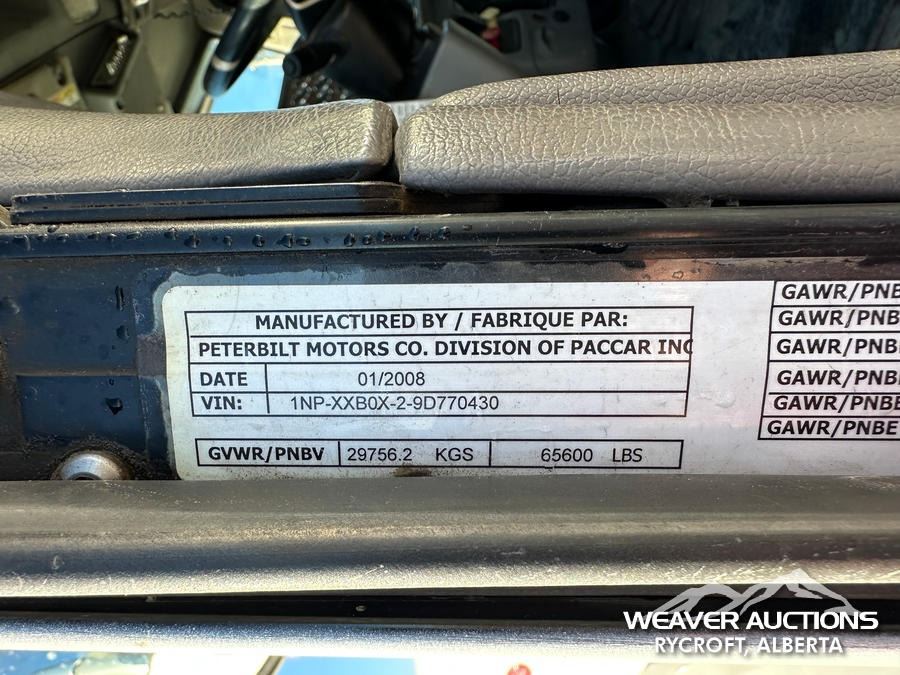 MANUFACTURED BY / FABRIQUE PAR:
PETERBILT MOTORS CO. DIVISION OF PACCAR INC
DATE 01/2008
VIN: 1NP-XXB0X-2-9D770430
GVWR/PNBV 29756.2 KGS 65600 LBS
GAWR/PNB
GAWR/PNB
GAWR/PNB
GAWR/PNB
GAWR/PNBE
GAWR/PNBE
WEAVER AUCTIONS
RYCROFT, ALBERTA